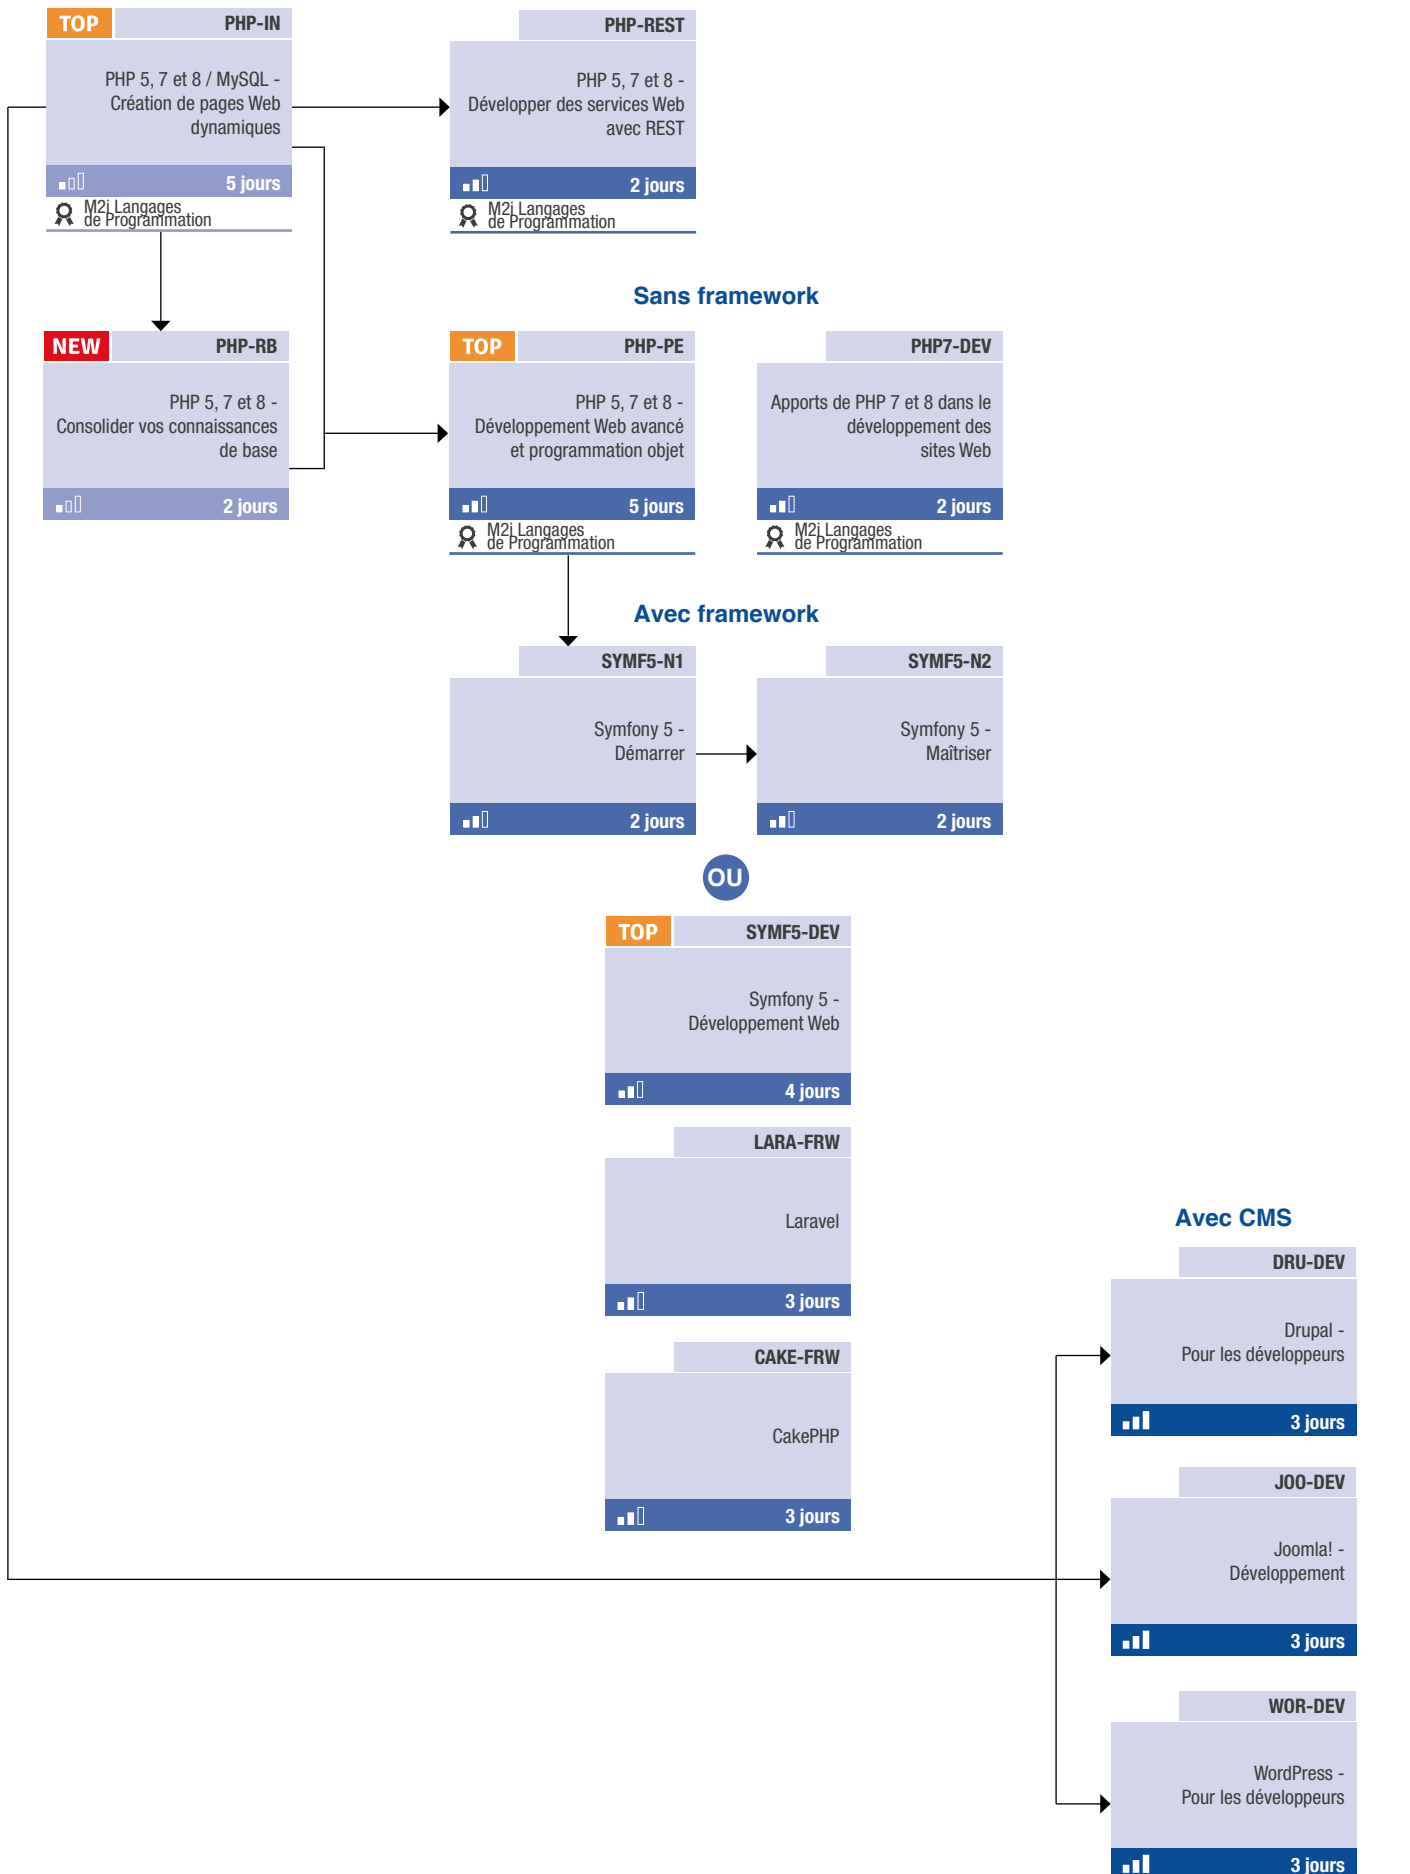 TOP
PHP-IN
PHP 5, 7 et 8 / MySQL -
Création de pages Web
dynamiques
5 jours
M2i Langages
de Programmation
PHP-REST
PHP 5, 7 et 8 -
Développer des services Web
avec REST
2 jours
M2i Langages
de Programmation
Sans framework
NEW
PHP-RB
PHP 5, 7 et 8 -
Consolider vos connaissances
de base
2 jours
TOP
PHP-PE
PHP 5, 7 et 8 -
Développement Web avancé
et programmation objet
5 jours
M2i Langages
de Programmation
PHP7-DEV
Apports de PHP 7 et 8 dans le
développement des
sites Web
2 jours
M2i Langages
de Programmation
Avec framework
SYMF5-N1
Symfony 5 -
Démarrer
2 jours
SYMF5-N2
Symfony 5 -
Maîtriser
2 jours
OU
TOP
SYMF5-DEV
Symfony 5 -
Développement Web
4 jours
LARA-FRW
Laravel
3 jours
CAKE-FRW
CakePHP
3 jours
Avec CMS
DRU-DEV
Drupal -
Pour les développeurs
3 jours
JOO-DEV
Joomla! -
Développement
3 jours
WOR-DEV
WordPress -
Pour les développeurs
3 jours